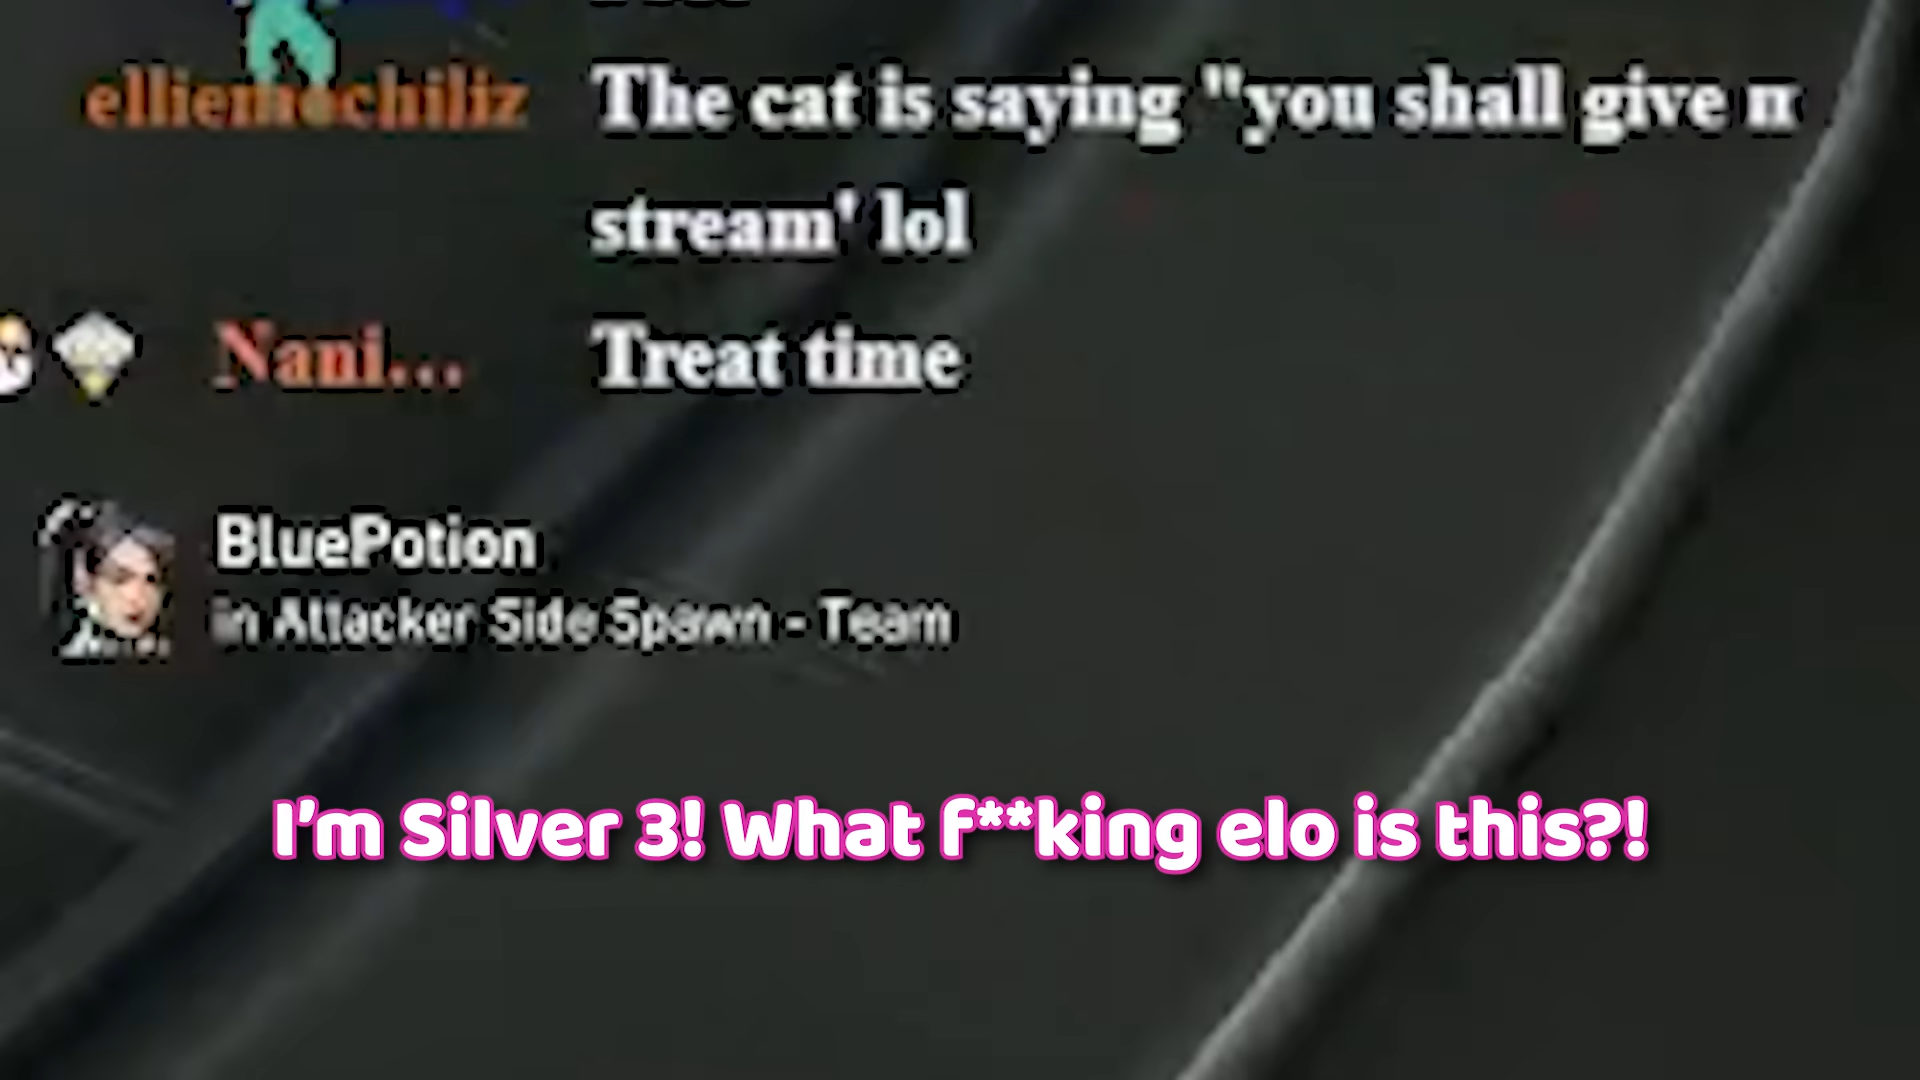 elliemochiliz The cat is saying "you shall give
stream' lol
Nani... Treat time
BluePotion
in Attacker Side Spawn - Team
I'm Silver 3! What f**king elo is this?!